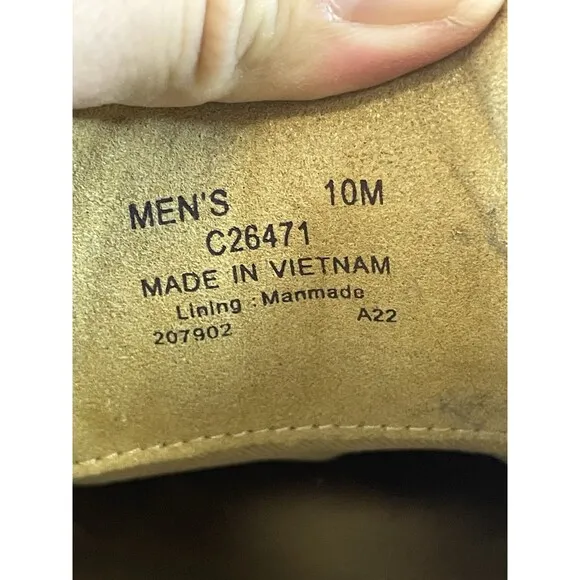 MEN'S 10M
C26471
MADE IN VIETNAM
Lining : Manmade
207902 A22